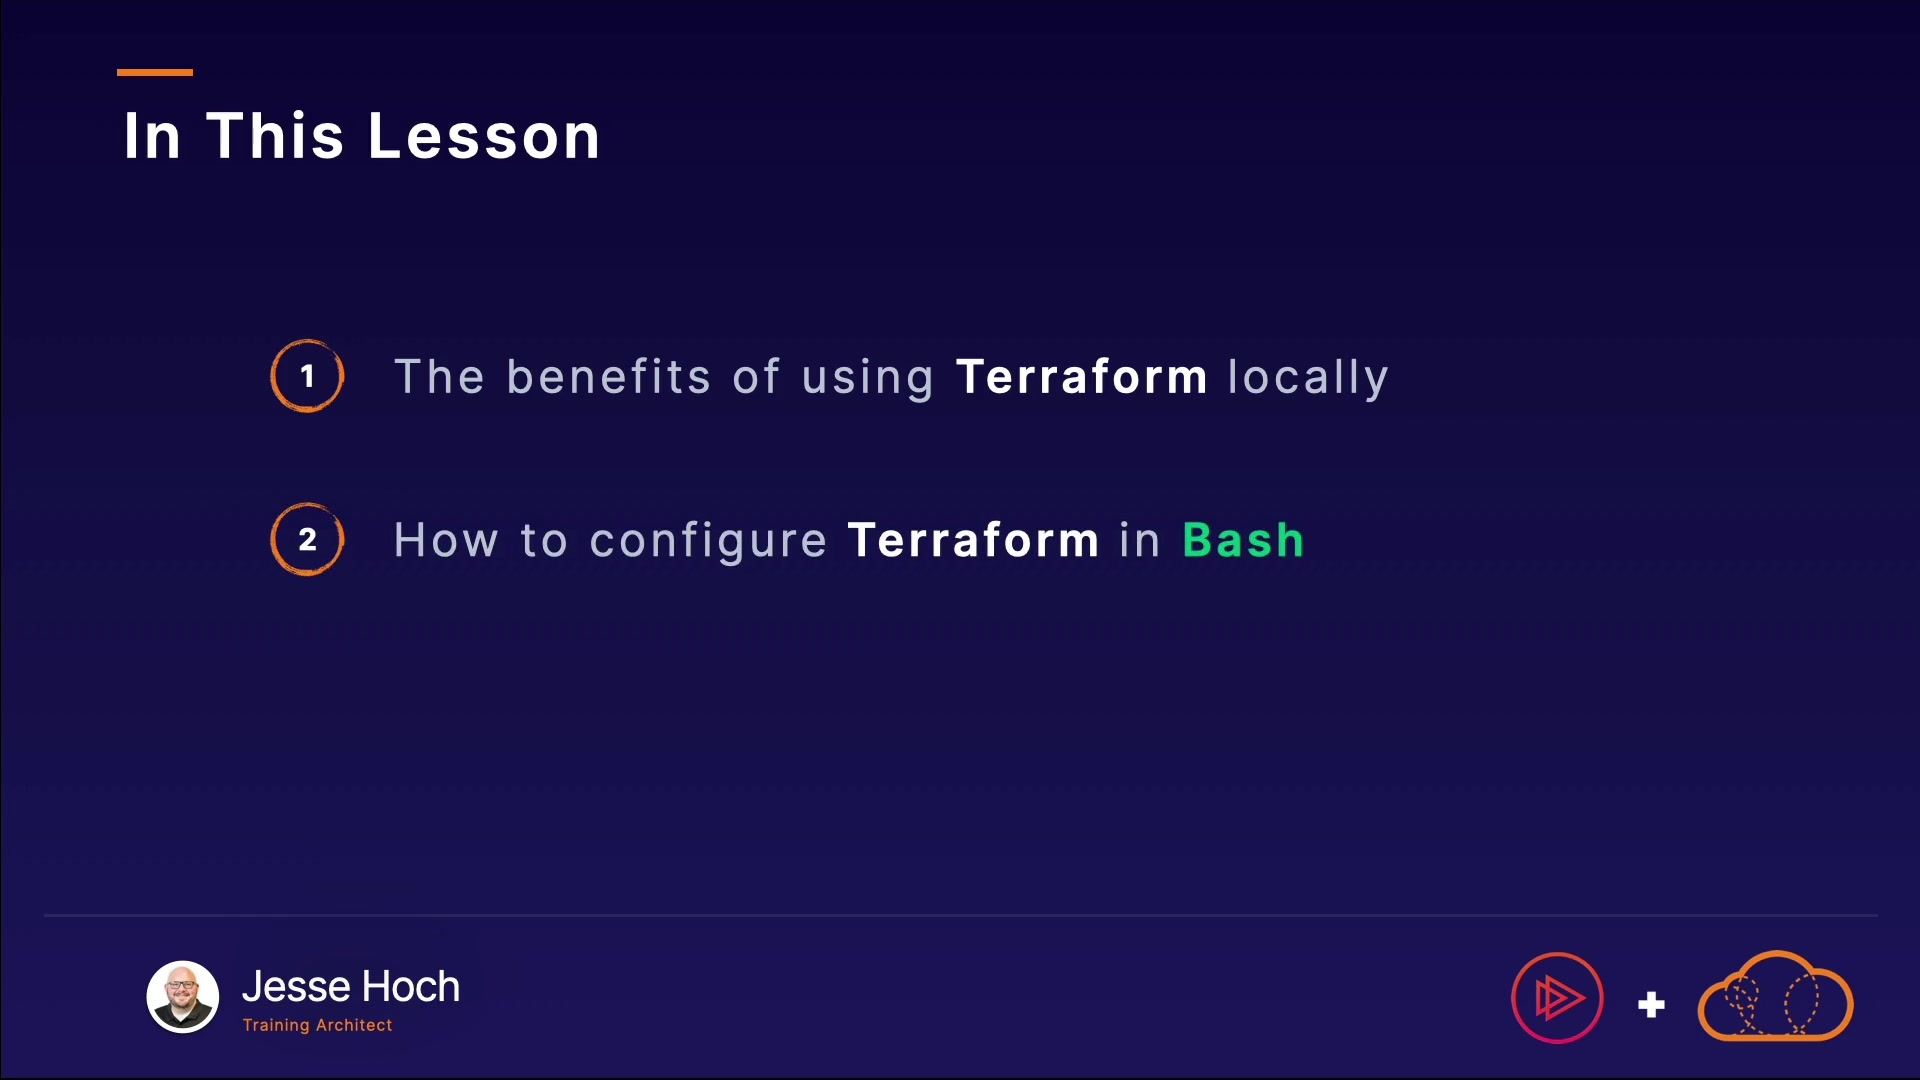 In This Lesson
1 The benefits of using Terraform locally
2 How to configure Terraform in Bash
Jesse Hoch
Training Architect